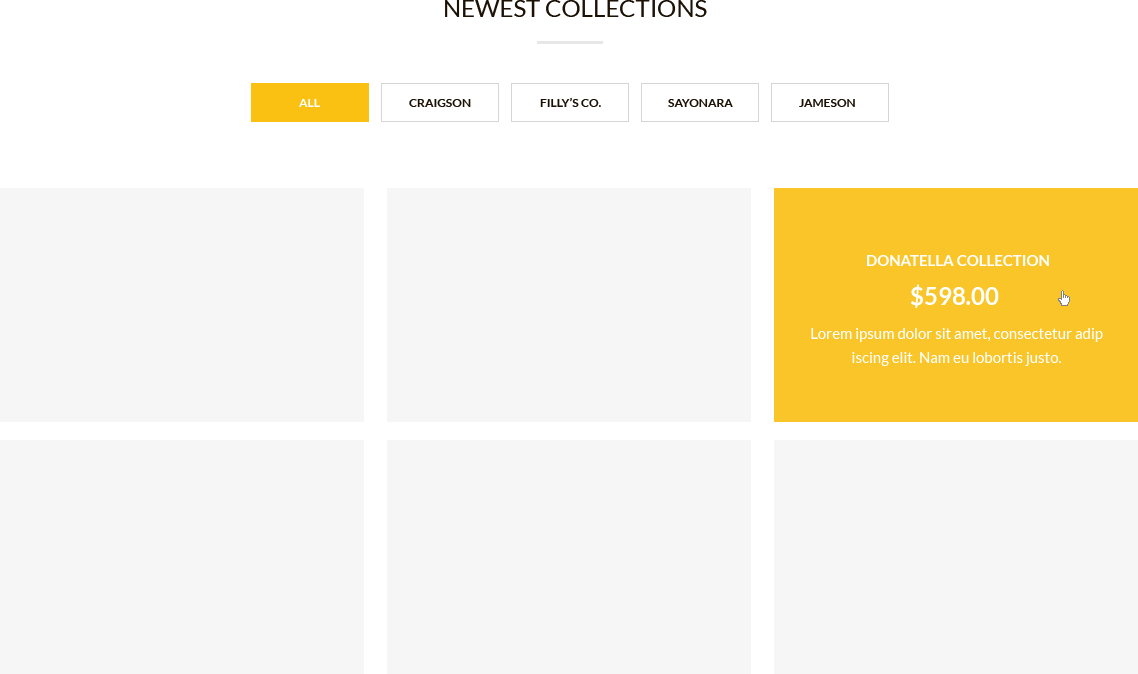 NEWEST COLLECTIONS
ALL
CRAIGSON
FILLY'S CO.
SAYONARA
JAMESON
DONATELLA COLLECTION
$598.00
Lorem ipsum dolor sit amet, consectetur adip
iscing elit. Nam eu lobortis justo.